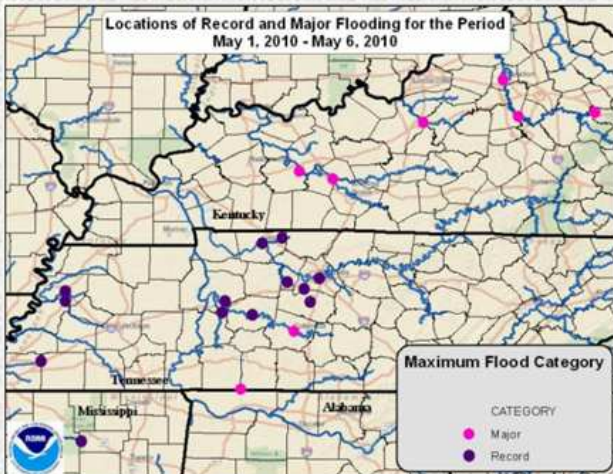 Locations of Record and Major Flooding for the Period
May 1, 2010 - May 6, 2010
Kentucky
Tennessee
Mississippi
Alabama
Maximum Flood Category
CATEGORY
Major
Record
NOAA